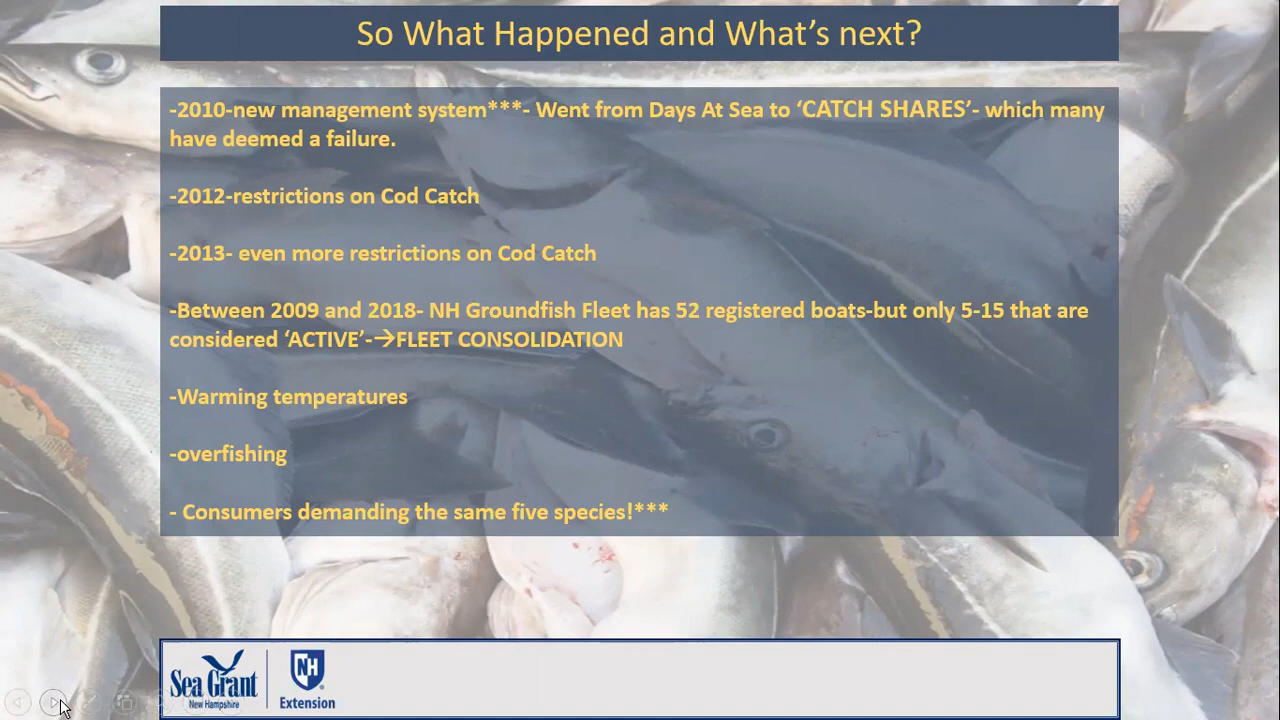 So What Happened and What’s next?
-2010-new management system***- Went from Days At Sea to ‘CATCH SHARES’- which many
have deemed a failure.
-2012-restrictions on Cod Catch
-2013- even more restrictions on Cod Catch
-Between 2009 and 2018- NH Groundfish Fleet has 52 registered boats-but only 5-15 that are
considered ‘ACTIVE’-→FLEET CONSOLIDATION
-Warming temperatures
-overfishing
- Consumers demanding the same five species!***
Sea Grant
New Hampshire
NH
Extension